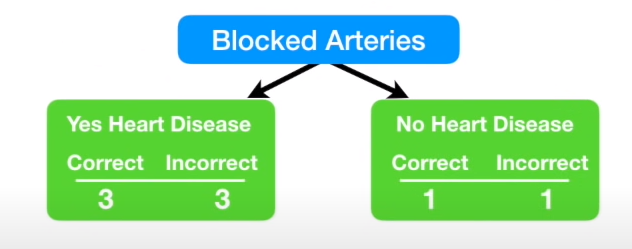 Blocked Arteries
Yes Heart Disease
Correct Incorrect
3 3
No Heart Disease
Correct Incorrect
1 1